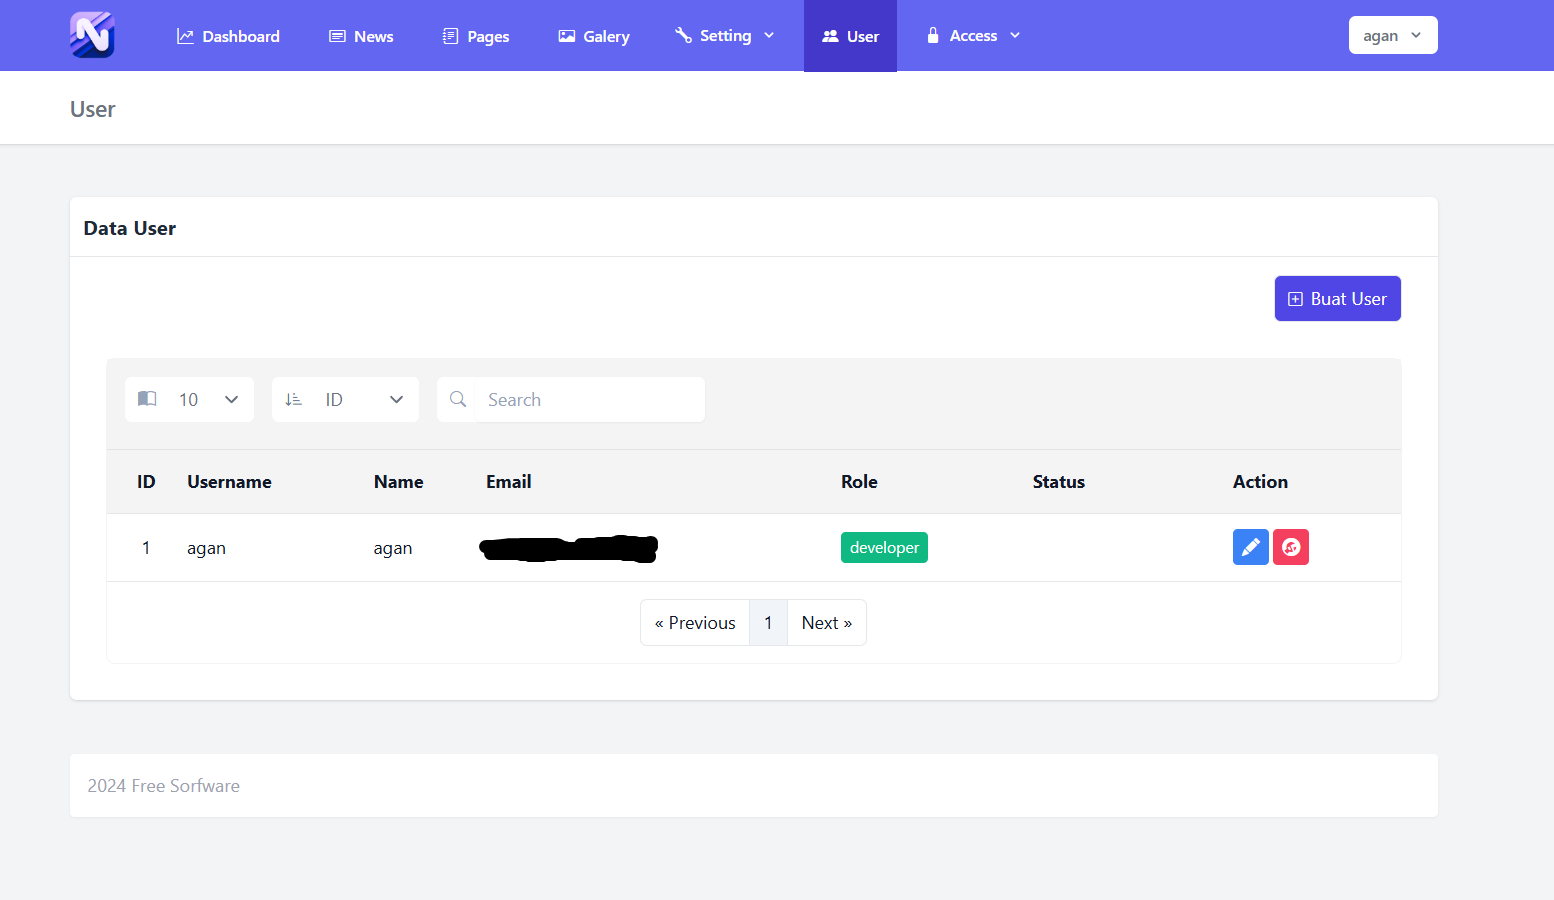 Dashboard News Pages Galery Setting User Access agan
User
Data User
Buat User
10 ID Search
ID Username Name Email Role Status Action
1 agan agan developer
« Previous 1 Next »
2024 Free Sorfware